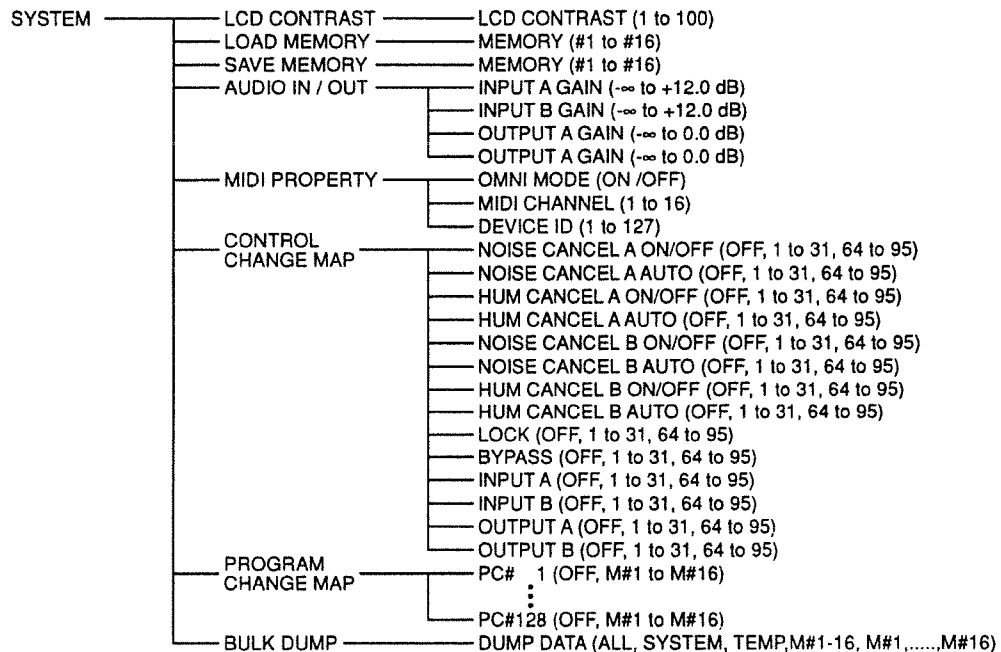 SYSTEM LCD CONTRAST LCD CONTRAST (1 to 100)
LOAD MEMORY MEMORY (#1 to #16)
SAVE MEMORY MEMORY (#1 to #16)
AUDIO IN / OUT INPUT A GAIN (-∞ to +12.0 dB)
INPUT B GAIN (-∞ to +12.0 dB)
OUTPUT A GAIN (-∞ to 0.0 dB)
OUTPUT A GAIN (-∞ to 0.0 dB)
MIDI PROPERTY OMNI MODE (ON /OFF)
MIDI CHANNEL (1 to 16)
DEVICE ID (1 to 127)
CONTROL
CHANGE MAP NOISE CANCEL A ON/OFF (OFF, 1 to 31, 64 to 95)
NOISE CANCEL A AUTO (OFF, 1 to 31, 64 to 95)
HUM CANCEL A ON/OFF (OFF, 1 to 31, 64 to 95)
HUM CANCEL A AUTO (OFF, 1 to 31, 64 to 95)
NOISE CANCEL B ON/OFF (OFF, 1 to 31, 64 to 95)
NOISE CANCEL B AUTO (OFF, 1 to 31, 64 to 95)
HUM CANCEL B ON/OFF (OFF, 1 to 31, 64 to 95)
HUM CANCEL B AUTO (OFF, 1 to 31, 64 to 95)
LOCK (OFF, 1 to 31, 64 to 95)
BYPASS (OFF, 1 to 31, 64 to 95)
INPUT A (OFF, 1 to 31, 64 to 95)
INPUT B (OFF, 1 to 31, 64 to 95)
OUTPUT A (OFF, 1 to 31, 64 to 95)
OUTPUT B (OFF, 1 to 31, 64 to 95)
PROGRAM
CHANGE MAP PC# 1 (OFF, M#1 to M#16)
PC#128 (OFF, M#1 to M#16)
BULK DUMP DUMP DATA (ALL, SYSTEM, TEMP,M#1-16, M#1,.....,M#16)